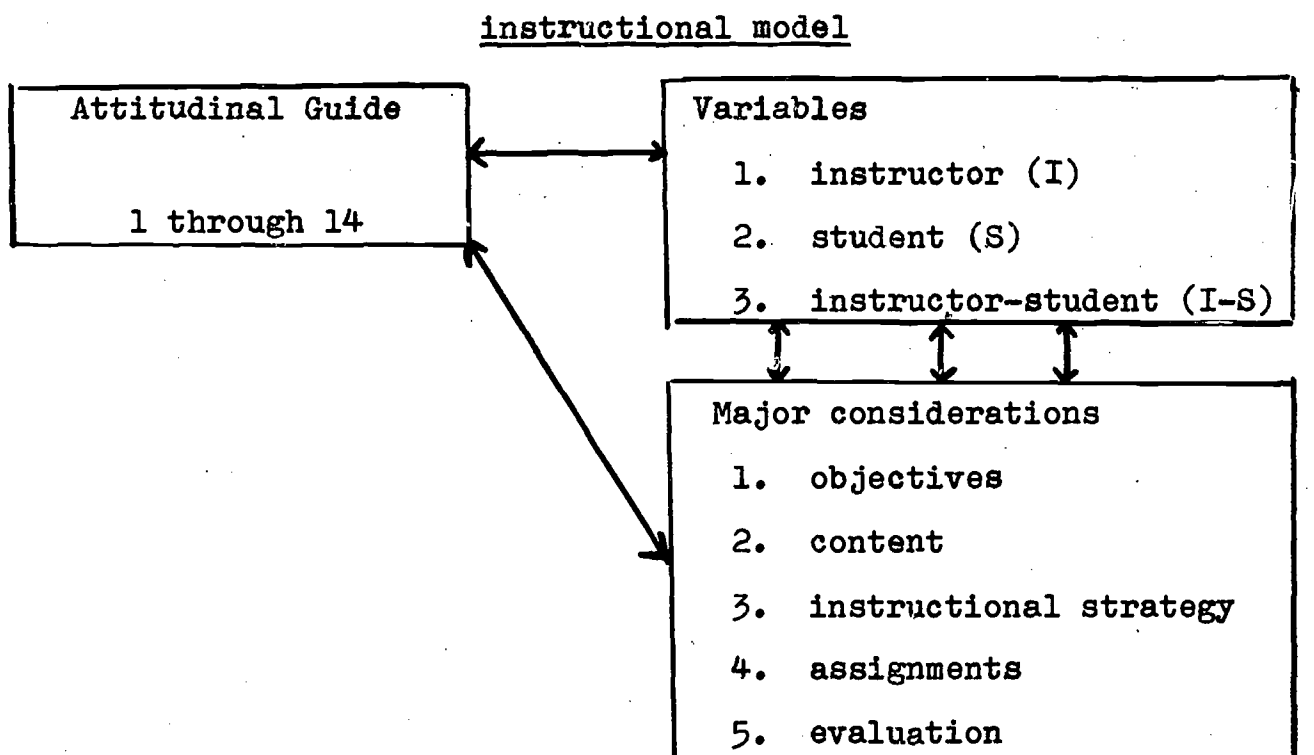 instructional model
Attitudinal Guide
1 through 14
Variables
1. instructor (I)
2. student (S)
3. instructor-student (I-S)
Major considerations
1. objectives
2. content
3. instructional strategy
4. assignments
5. evaluation